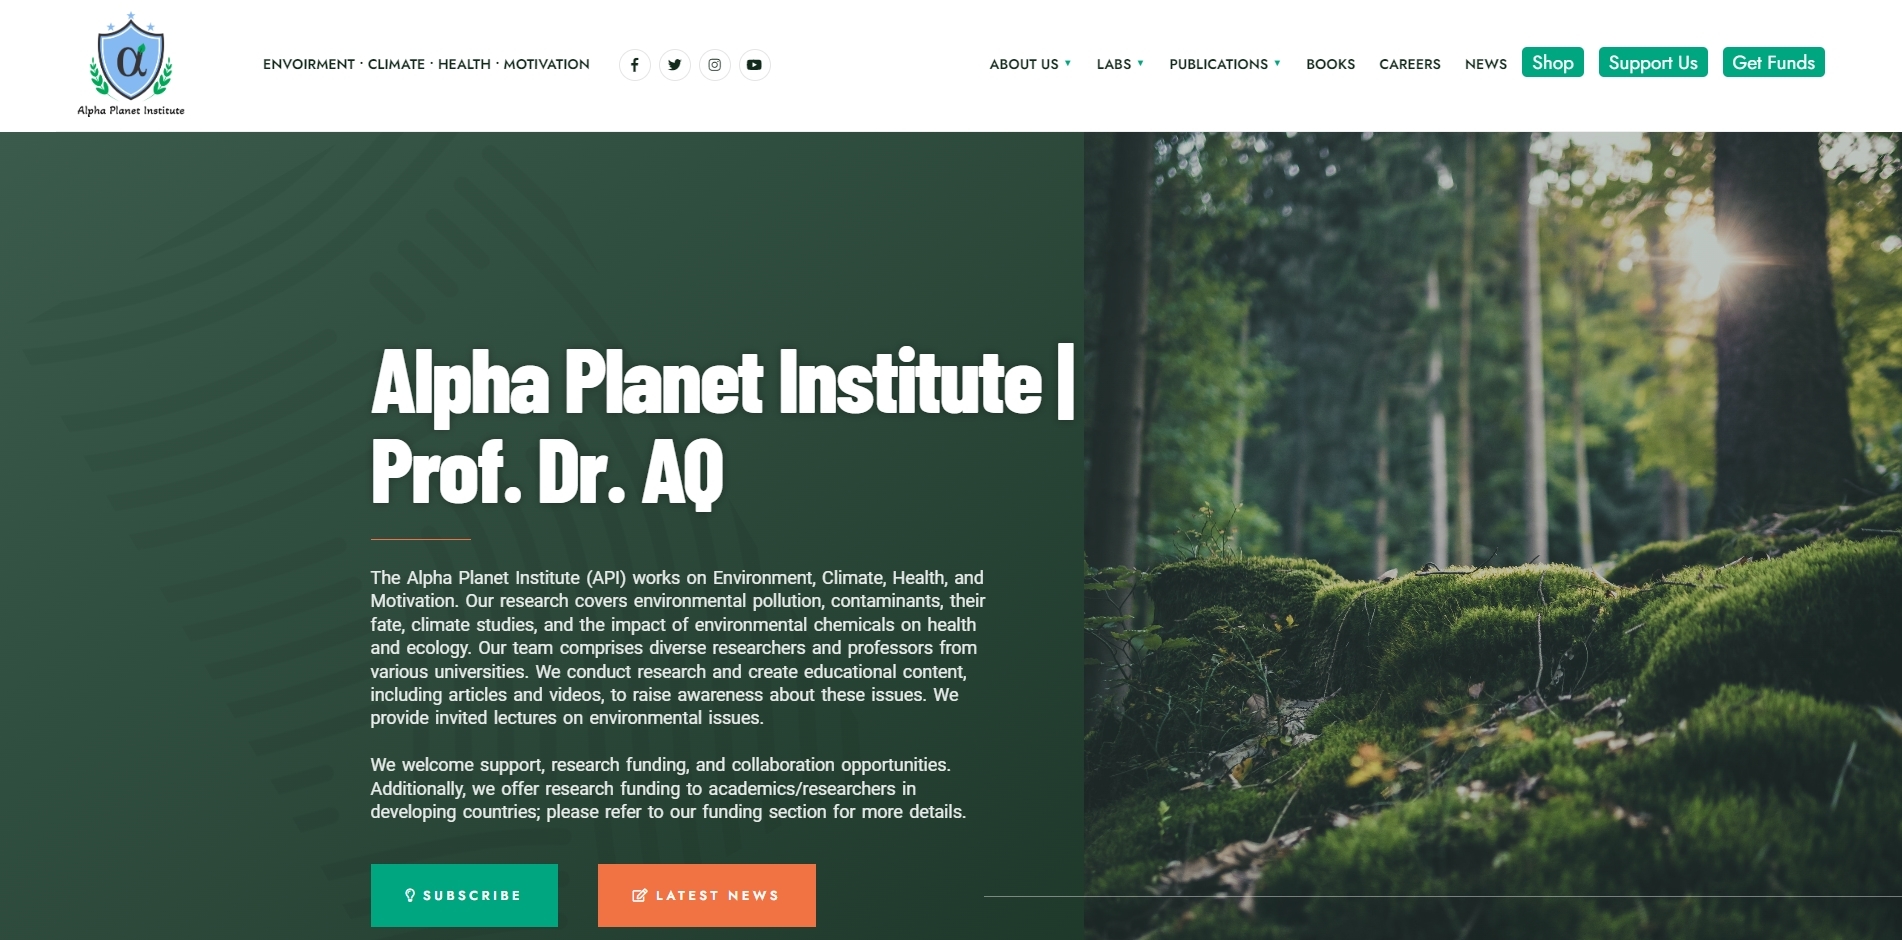 α
Alpha Planet Institute
ENVOIRMENT · CLIMATE · HEALTH · MOTIVATION
ABOUT US ▼ LABS ▼ PUBLICATIONS ▼ BOOKS CAREERS NEWS Shop Support Us Get Funds
Alpha Planet Institute |
Prof. Dr. AQ
The Alpha Planet Institute (API) works on Environment, Climate, Health, and
Motivation. Our research covers environmental pollution, contaminants, their
fate, climate studies, and the impact of environmental chemicals on health
and ecology. Our team comprises diverse researchers and professors from
various universities. We conduct research and create educational content,
including articles and videos, to raise awareness about these issues. We
provide invited lectures on environmental issues.
We welcome support, research funding, and collaboration opportunities.
Additionally, we offer research funding to academics/researchers in
developing countries; please refer to our funding section for more details.
SUBSCRIBE LATEST NEWS